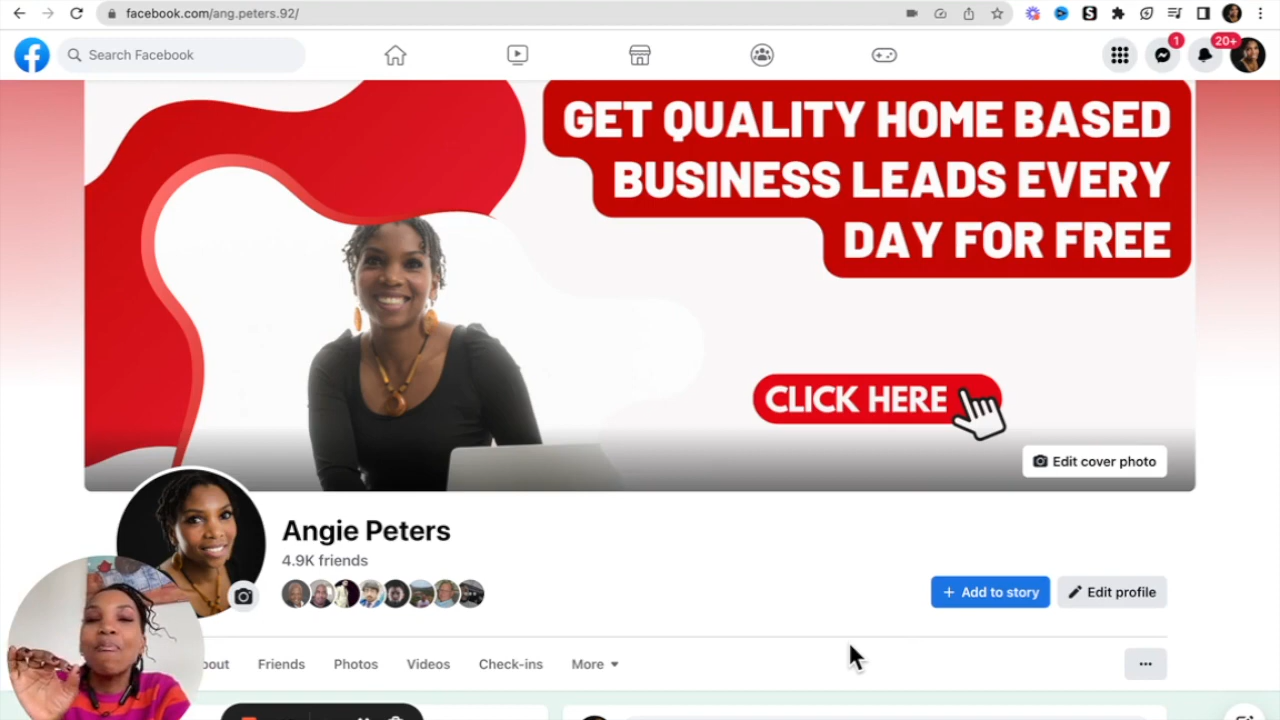 facebook.com/ang.peters.92/
Search Facebook
1
20+
GET QUALITY HOME BASED
BUSINESS LEADS EVERY
DAY FOR FREE
CLICK HERE
Edit cover photo
Angie Peters
4.9K friends
+ Add to story
Edit profile
bout
Friends
Photos
Videos
Check-ins
More